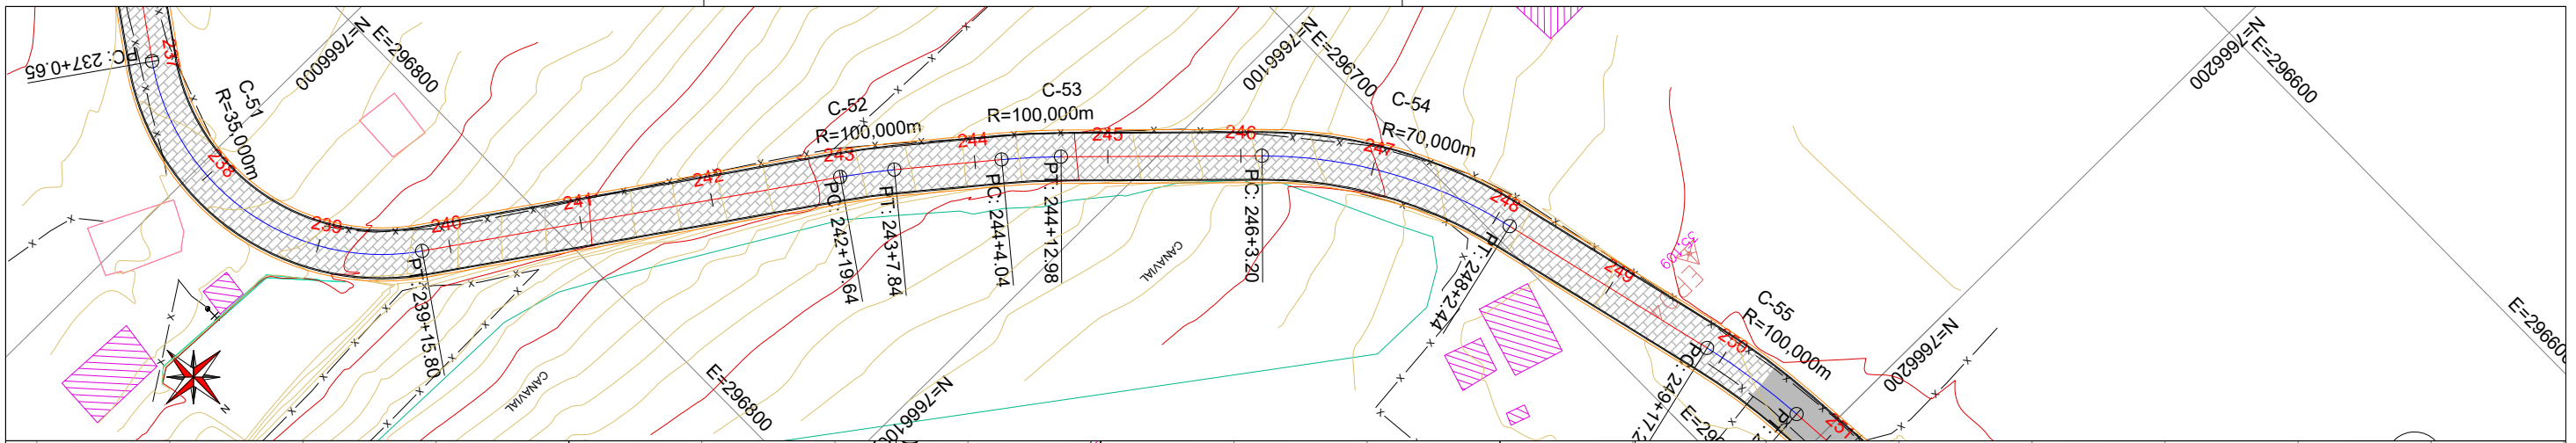 PC: 237+0.65
237
C-51
R=35,000m
238
239
PT: 239+15.80
240
241
242
C-52
R=100,000m
243
PC: 242+19.64
PT: 243+7.84
244
C-53
R=100,000m
PC: 244+4.04
PT: 244+12.98
245
246
PC: 246+3.20
C-54
R=70,000m
247
248
PT: 248+2.44
249
250
C-55
R=100,000m
251
N=7666000
E=296800
E=296800
N=7666100
E=296700
N=7666200
E=296600
N=7666200
CANAVIAL
CANAVIAL
N